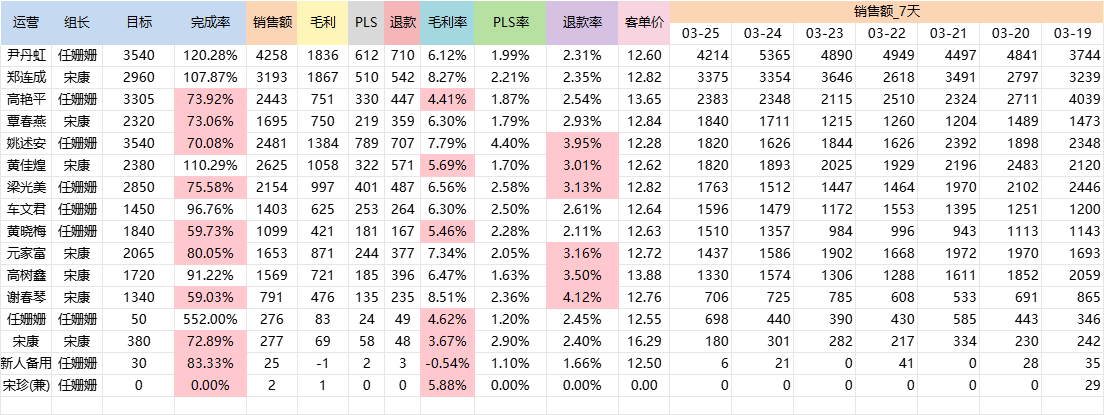 销售额_7天
运营 组长 目标 完成率 销售额 毛利 PLS 退款 毛利率 PLS率 退款率 客单价 03-25 03-24 03-23 03-22 03-21 03-20 03-19
尹丹虹 任姗姗 3540 120.28% 4258 1836 612 710 6.12% 1.99% 2.31% 12.60 4214 5365 4890 4949 4497 4841 3744
郑连成 宋康 2960 107.87% 3193 1867 510 542 8.27% 2.21% 2.35% 12.82 3375 3354 3646 2618 3491 2797 3239
高艳平 任姗姗 3305 73.92% 2443 751 330 447 4.41% 1.87% 2.54% 13.65 2383 2348 2115 2510 2324 2711 4039
覃春燕 宋康 2320 73.06% 1695 750 219 359 6.30% 1.79% 2.93% 12.84 1840 1711 1215 1260 1204 1489 1473
姚述安 任姗姗 3540 70.08% 2481 1384 789 707 7.79% 4.40% 3.95% 12.28 1820 1626 1844 1626 2392 1898 2348
黄佳煌 宋康 2380 110.29% 2625 1058 322 571 5.69% 1.70% 3.01% 12.62 1820 1893 2025 1929 2196 2483 2120
梁光美 任姗姗 2850 75.58% 2154 997 401 487 6.56% 2.58% 3.13% 12.82 1763 1512 1447 1464 1970 2102 2446
车文君 任姗姗 1450 96.76% 1403 625 253 264 6.30% 2.50% 2.61% 12.64 1596 1479 1172 1553 1395 1251 1200
黄晓梅 任姗姗 1840 59.73% 1099 421 181 167 5.46% 2.28% 2.11% 12.63 1510 1357 984 996 943 1113 1143
元家富 宋康 2065 80.05% 1653 871 244 377 7.34% 2.05% 3.16% 12.72 1437 1586 1902 1668 1972 1970 1693
高树鑫 宋康 1720 91.22% 1569 721 185 396 6.47% 1.63% 3.50% 13.88 1330 1574 1306 1288 1611 1852 2059
谢春琴 宋康 1340 59.03% 791 476 135 235 8.51% 2.36% 4.12% 12.76 706 725 785 608 533 691 865
任姗姗 任姗姗 50 552.00% 276 83 24 49 4.62% 1.20% 2.45% 12.55 698 440 390 430 585 443 346
宋康 宋康 380 72.89% 277 69 58 48 3.67% 2.90% 2.40% 16.29 180 301 282 217 334 230 242
新人备用 任姗姗 30 83.33% 25 -1 2 3 -0.54% 1.10% 1.66% 12.50 6 21 0 41 0 28 35
宋珍(兼) 任姗姗 0 0.00% 2 1 0 0 5.88% 0.00% 0.00% 0.00 0 0 0 0 0 0 29